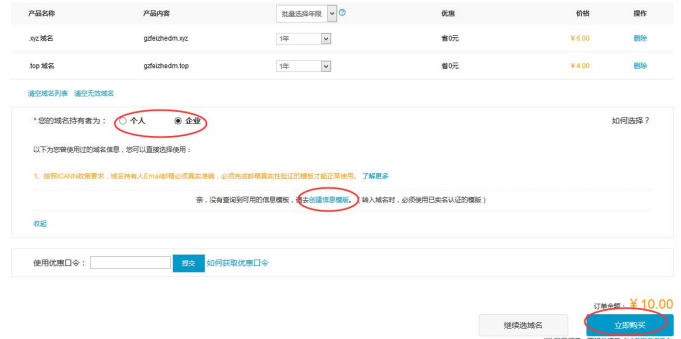 产品名称 产品内容 批量选择年限 优惠 价格 操作
.xyz 域名 gzfeizhedm.xyz 1年 省0元 ¥ 6.00 删除
.top 域名 gzfeizhedm.top 1年 省0元 ¥ 4.00 删除
清空域名列表 清空无效域名
* 您的域名持有者为： 个人 企业 如何选择？
以下为您曾使用过的域名信息，您可以直接选择使用：
1、按照ICANN政策要求，域名持有人Email邮箱必须真实准确，必须完成邮箱真实性验证的模板才能正常使用。 了解更多
亲，没有查询到可用的信息模板，请去创建信息模板。（转入域名时，必须使用已实名认证的模版）
收起
使用优惠口令： 提交 如何获取优惠口令
订单金额： ¥ 10.00
继续选域名 立即购买